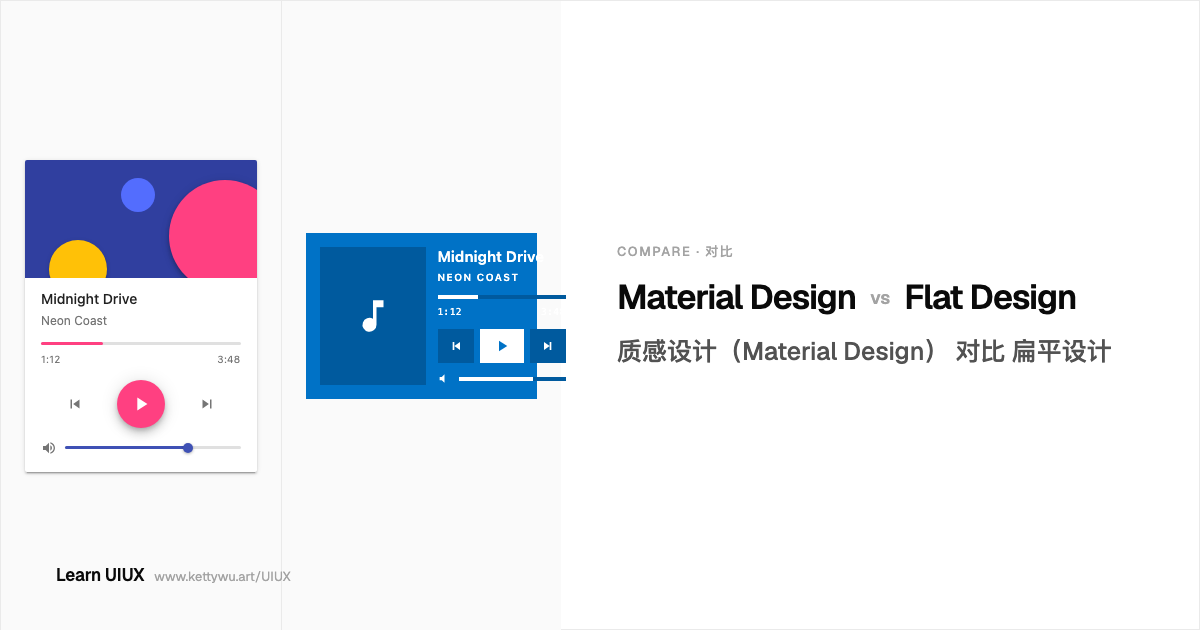 Midnight Drive
Neon Coast
1:12
3:48
Midnight Drive
NEON COAST
1:12
COMPARE · 对比
Material Design vs Flat Design
质感设计（Material Design） 对比 扁平设计
Learn UIUX www.kettywu.art/UIUX